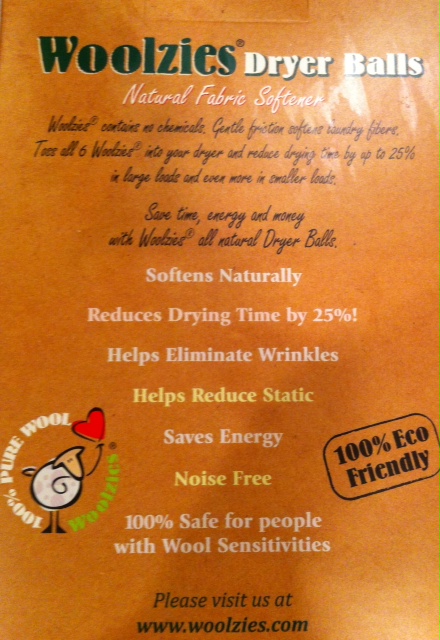 Woolzies® Dryer Balls
Natural Fabric Softener
Woolzies® contains no chemicals. Gentle friction softens laundry fibers.
Toss all 6 Woolzies® into your dryer and reduce drying time by up to 25%
in large loads and even more in smaller loads.
Save time, energy and money
with Woolzies® all natural Dryer Balls.
Softens Naturally
Reduces Drying Time by 25%!
Helps Eliminate Wrinkles
Helps Reduce Static
Saves Energy
Noise Free
100% Safe for people
with Wool Sensitivities
100% PURE WOOL
Woolzies®
100% Eco
Friendly
Please visit us at
www.woolzies.com